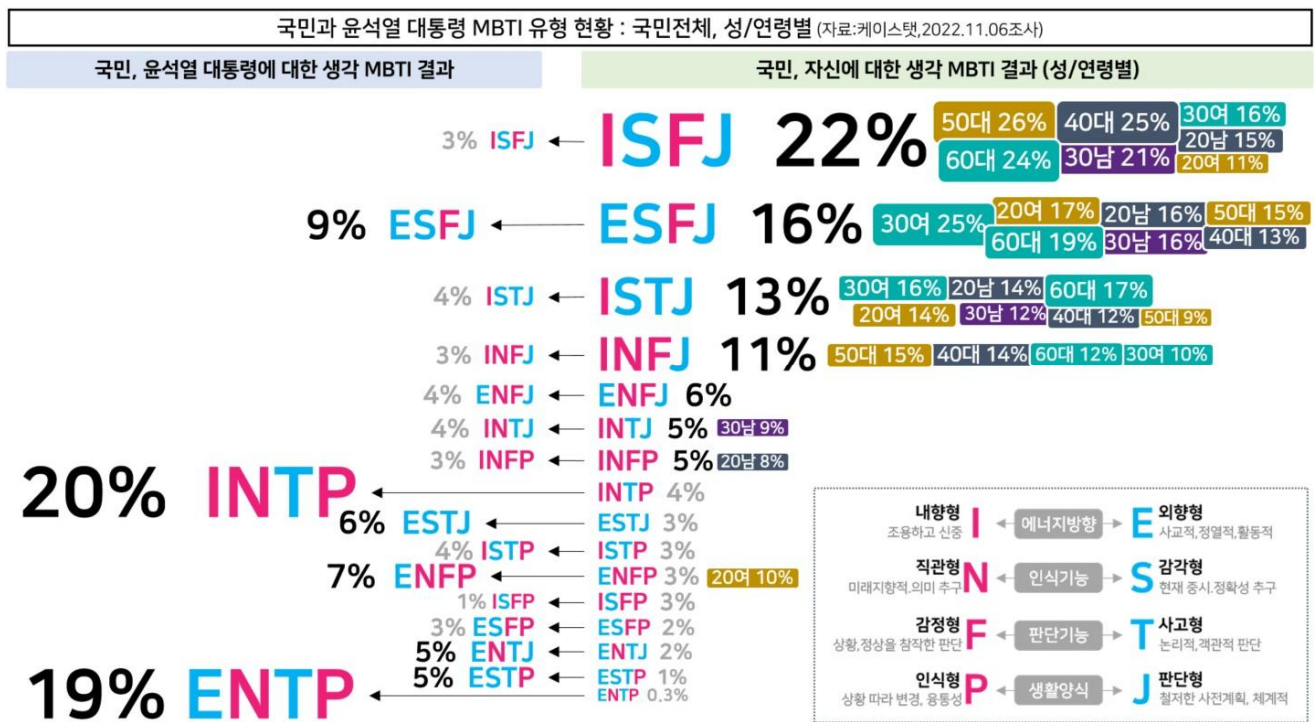 국민과 윤석열 대통령 MBTI 유형 현황 : 국민전체, 성/연령별 (자료:케이스탯,2022.11.06조사)
국민, 윤석열 대통령에 대한 생각 MBTI 결과
국민, 자신에 대한 생각 MBTI 결과 (성/연령별)
3% ISFJ ISFJ 22% 50대 26% 40대 25% 30여 16%
20남 15%
60대 24% 30남 21% 20여 11%
9% ESFJ ESFJ 16% 30여 25% 20여 17% 20남 16% 50대 15%
60대 19% 30남 16% 40대 13%
4% ISTJ ISTJ 13% 30여 16% 20남 14% 60대 17%
20여 14% 30남 12% 40대 12% 50대 9%
3% INFJ INFJ 11% 50대 15% 40대 14% 60대 12% 30여 10%
4% ENFJ ENFJ 6%
4% INTJ INTJ 5% 30남 9%
3% INFP INFP 5% 20남 8%
20% INTP INTP 4%
6% ESTJ ESTJ 3%
4% ISTP ISTP 3%
7% ENFP ENFP 3% 20여 10%
1% ISFP ISFP 3%
3% ESFP ESFP 2%
5% ENTJ ENTJ 2%
5% ESTP ESTP 1%
19% ENTP ENTP 0.3%
내향형 I 에너지방향 E 외향형
조용하고 신중 사교적,정열적,활동적
직관형 N 인식기능 S 감각형
미래지향적.의미 추구 현재 중시.정확성 추구
감정형 F 판단기능 T 사고형
상황,정상을 참작한 판단 논리적,객관적 판단
인식형 P 생활양식 J 판단형
상황 따라 변경, 융통성 철저한 사전계획, 체계적